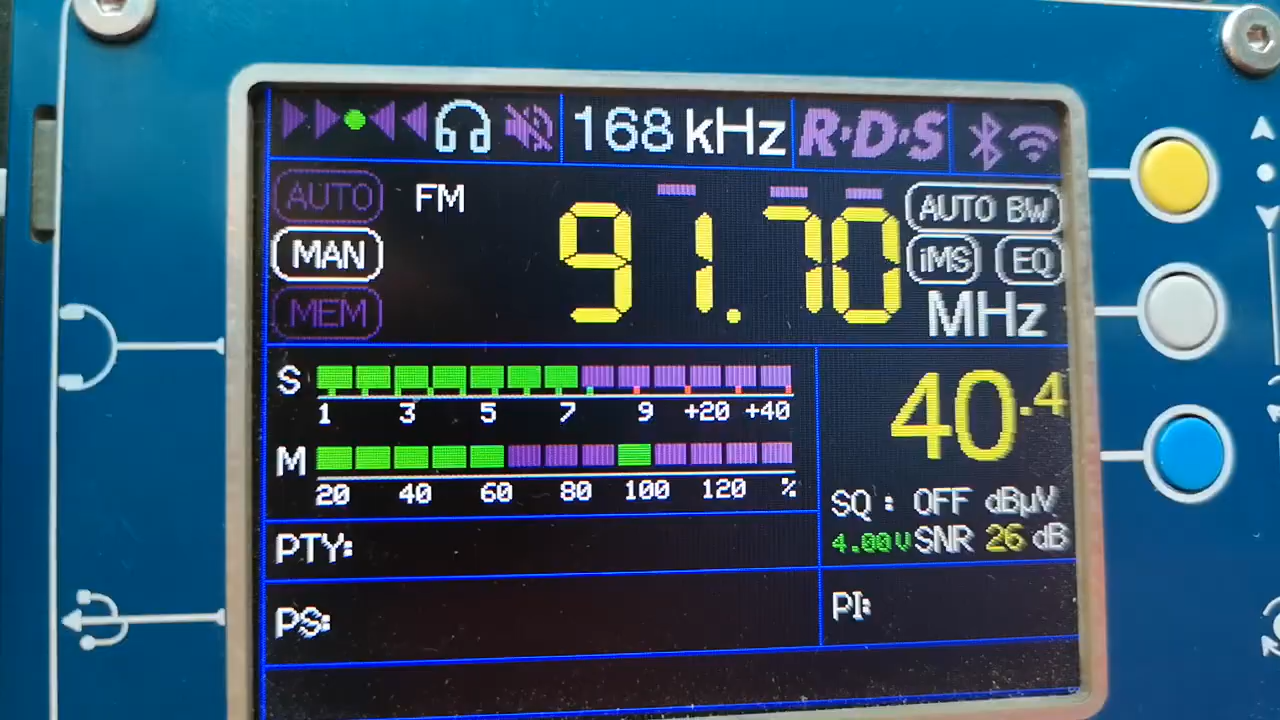 168 kHz R·D·S
AUTO FM AUTO BW
MAN 91.70 iMS EQ
MEM MHz
S
1 3 5 7 9 +20 +40
40.4
M
20 40 60 80 100 120 %
SQ : OFF dBµV
4.00V SNR 26 dB
PTY:
PS:
PI: